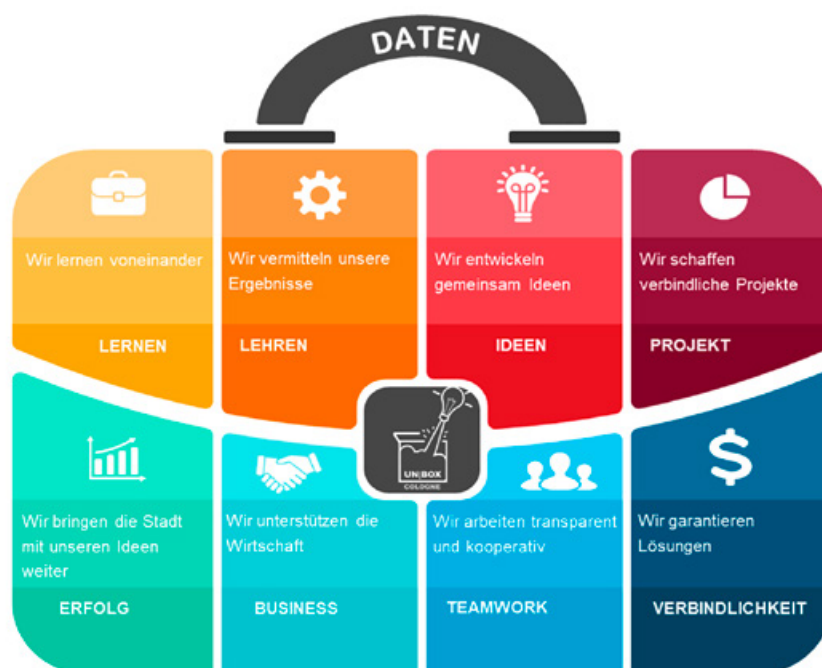 DATEN
Wir lernen voneinander
LERNEN
Wir vermitteln unsere
Ergebnisse
LEHREN
Wir entwickeln
gemeinsam Ideen
IDEEN
Wir schaffen
verbindliche Projekte
PROJEKT
UN|BOX
COLOGNE
Wir bringen die Stadt
mit unseren Ideen
weiter
ERFOLG
Wir unterstützen die
Wirtschaft
BUSINESS
Wir arbeiten transparent
und kooperativ
TEAMWORK
$
Wir garantieren
Lösungen
VERBINDLICHKEIT